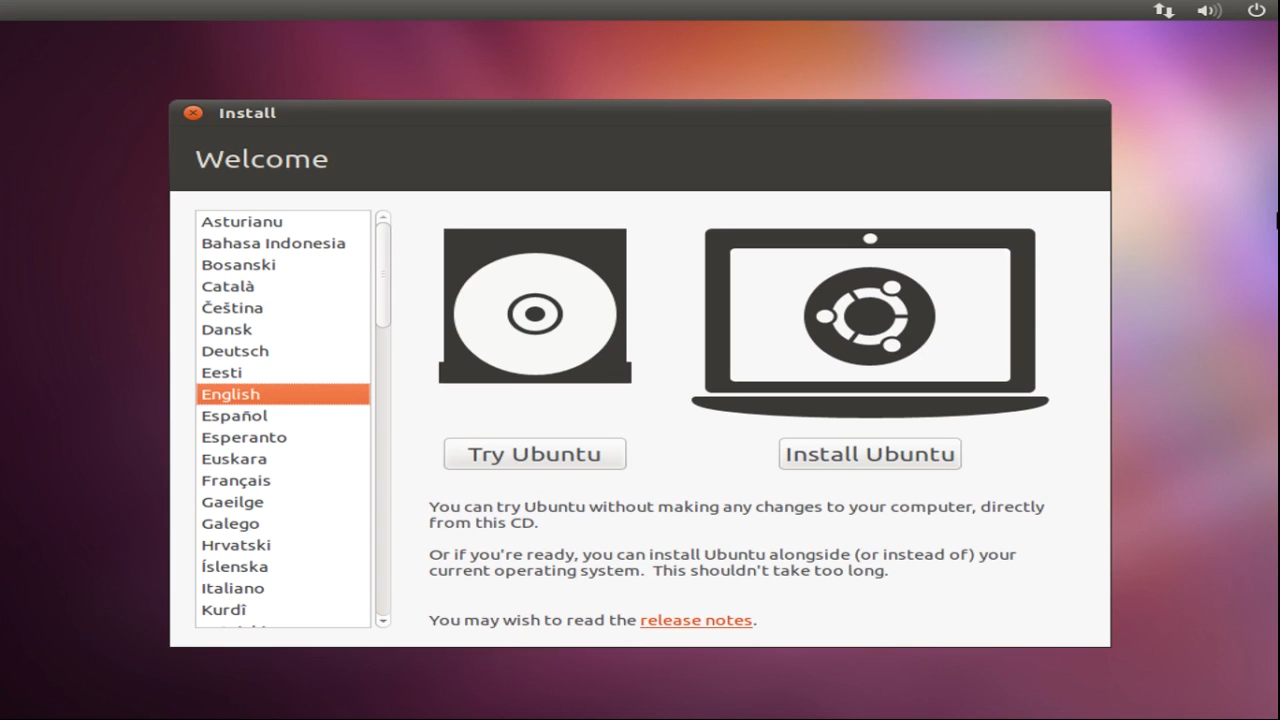 Install
Welcome
Asturianu
Bahasa Indonesia
Bosanski
Català
Čeština
Dansk
Deutsch
Eesti
English
Español
Esperanto
Euskara
Français
Gaeilge
Galego
Hrvatski
Íslenska
Italiano
Kurdî
Try Ubuntu
Install Ubuntu
You can try Ubuntu without making any changes to your computer, directly
from this CD.
Or if you're ready, you can install Ubuntu alongside (or instead of) your
current operating system. This shouldn't take too long.
You may wish to read the release notes.